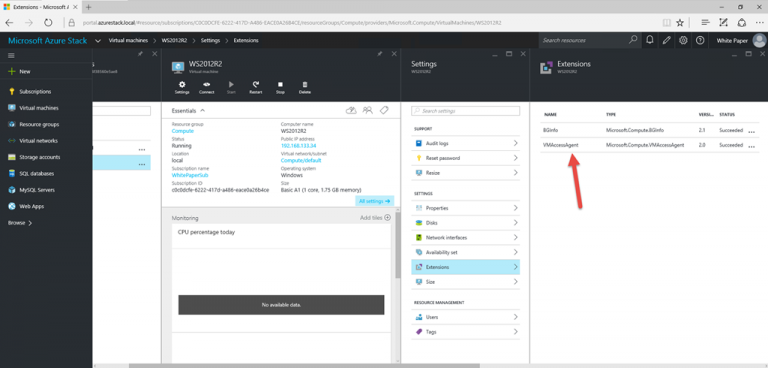 Extensions - Microsoft A
portal.azurestack.local/#resource/subscriptions/C0C0DCFE-6222-417D-A486-EACE0A26B4CE/resourceGroups/Compute/providers/Microsoft.Compute/VirtualMachines/WS2012R2
Microsoft Azure Stack
Virtual machines > WS2012R2 > Settings > Extensions
Search resources
White Paper
New
Subscriptions
Virtual machines
Resource groups
Virtual networks
Storage accounts
SQL databases
MySQL Servers
Web Apps
Browse >
WS2012R2
Virtual machine
Settings
Connect
Start
Restart
Stop
Delete
Essentials
Resource group
Compute
Status
Running
Location
local
Subscription name
WhitePaperSub
Subscription ID
c0c0dcfe-6222-417d-a486-eace0a26b4ce
Computer name
WS2012R2
Public IP address
192.168.133.34
Virtual network/subnet
Compute/default
Operating system
Windows
Size
Basic A1 (1 core, 1.75 GB memory)
All settings →
Monitoring
Add tiles
CPU percentage today
No available data.
Settings
WS2012R2
Search settings
SUPPORT
Audit logs
Reset password
Resize
SETTINGS
Properties
Disks
Network interfaces
Availability set
Extensions
Size
RESOURCE MANAGEMENT
Users
Tags
Extensions
WS2012R2
NAME TYPE VERSI... STATUS
BGInfo Microsoft.Compute.BGInfo 2.1 Succeeded ...
VMAccessAgent Microsoft.Compute.VMAccessAgent 2.0 Succeeded ...